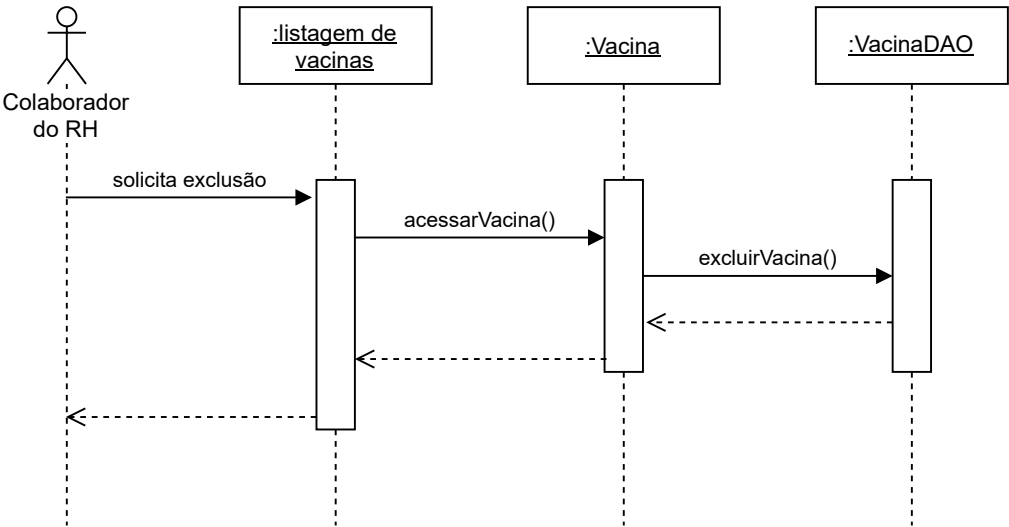 :listagem de
vacinas
:Vacina
:VacinaDAO
Colaborador
do RH
solicita exclusão
acessarVacina()
excluirVacina()